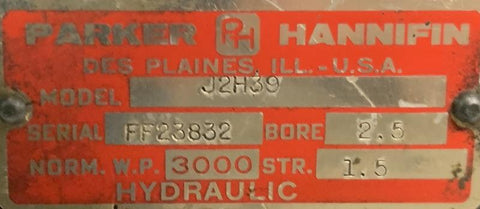 PARKER PH HANNIFIN
DES PLAINES, ILL.-U.S.A.
MODEL J2H39
SERIAL FF23832 BORE 2.5
NORM. W.P. 3000 STR. 1.5
HYDRAULIC